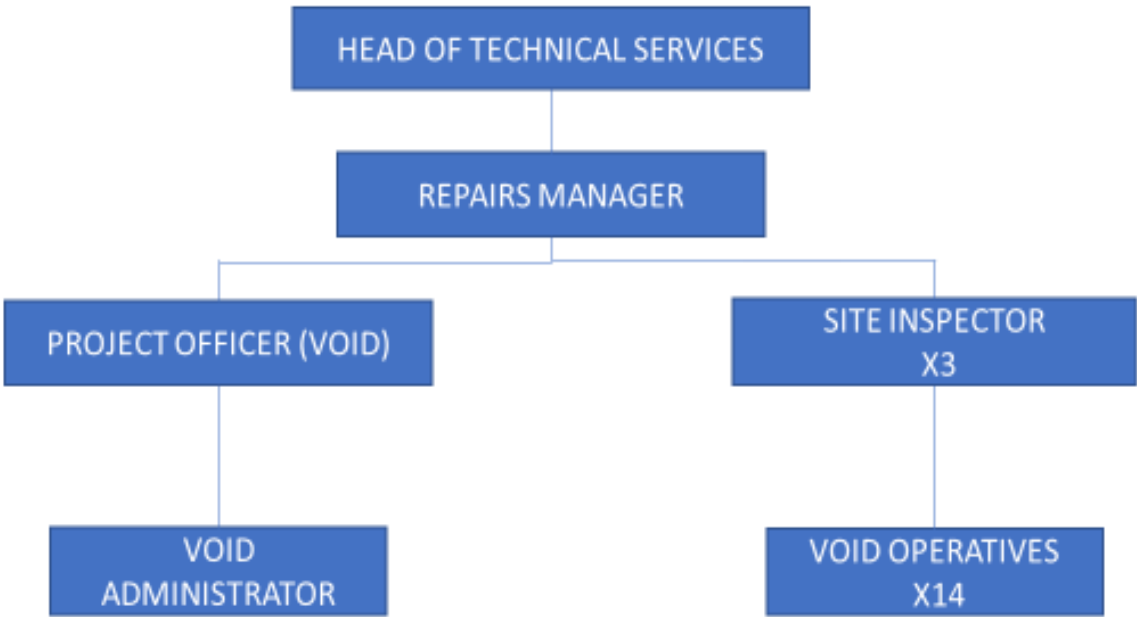 HEAD OF TECHNICAL SERVICES
REPAIRS MANAGER
PROJECT OFFICER (VOID)
SITE INSPECTOR
X3
VOID
ADMINISTRATOR
VOID OPERATIVES
X14